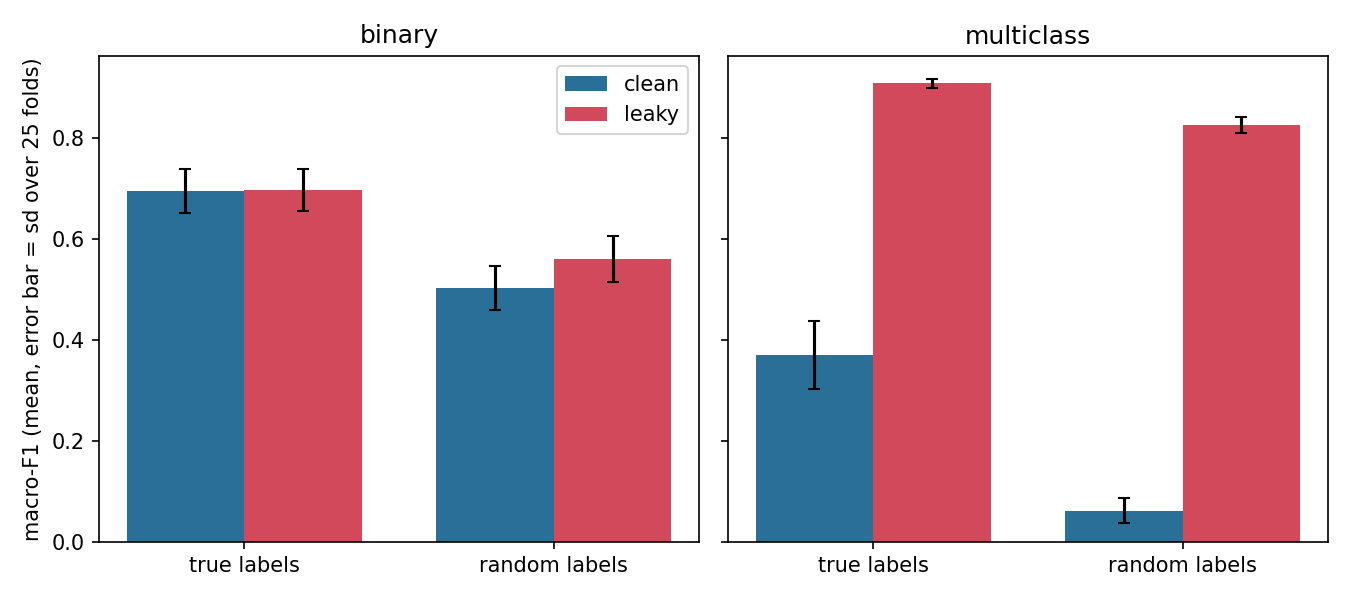 binary
multiclass
macro-F1 (mean, error bar = sd over 25 folds)
clean
leaky
0.8
0.6
0.4
0.2
0.0
true labels
random labels
true labels
random labels